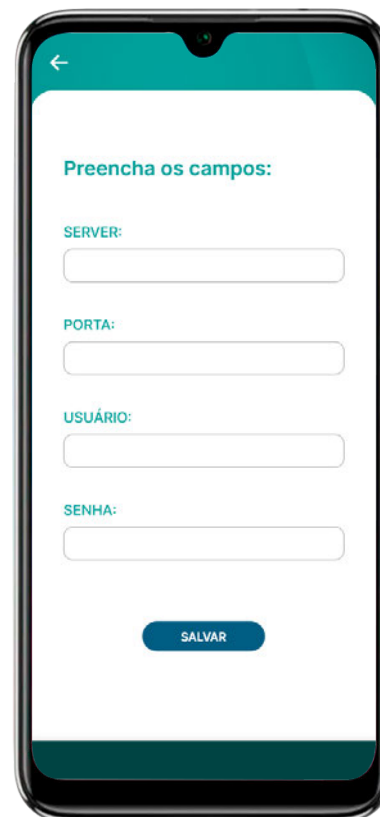 Preencha os campos:
SERVER:
PORTA:
USUÁRIO:
SENHA:
SALVAR